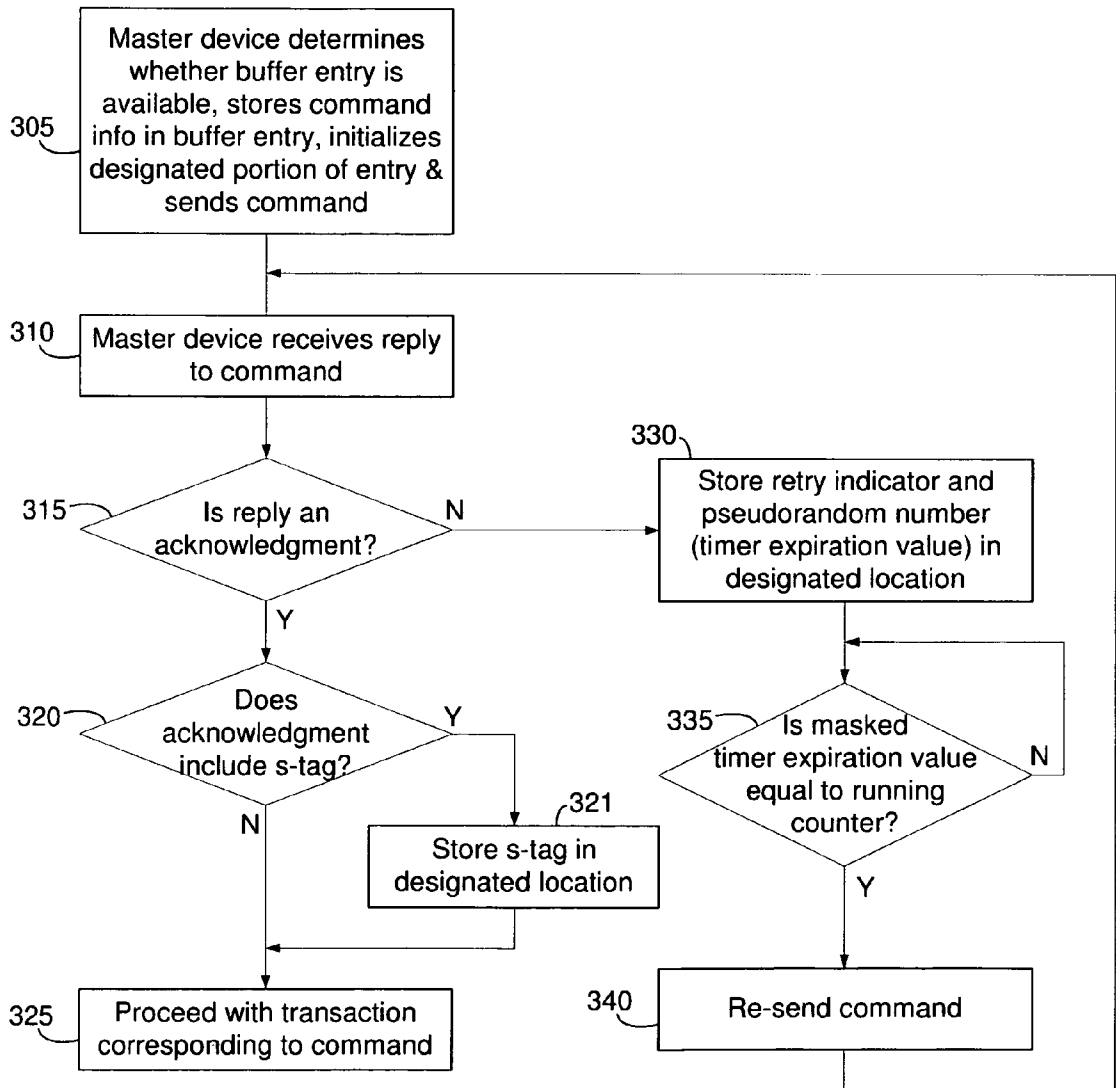 305
Master device determines
whether buffer entry is
available, stores command
info in buffer entry, initializes
designated portion of entry &
sends command
310
Master device receives reply
to command
315
Is reply an
acknowledgment?
N
Y
330
Store retry indicator and
pseudorandom number
(timer expiration value) in
designated location
320
Does
acknowledgment
include s-tag?
Y
N
321
Store s-tag in
designated location
335
Is masked
timer expiration value
equal to running
counter?
N
Y
325
Proceed with transaction
corresponding to command
340
Re-send command